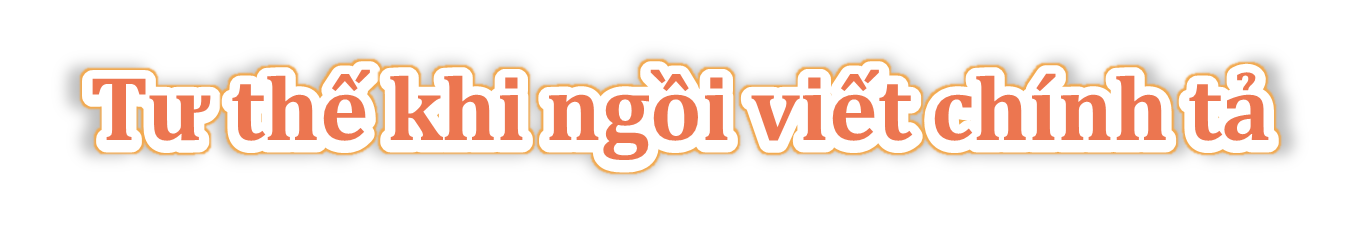 Tư thế khi ngồi viết chính tả